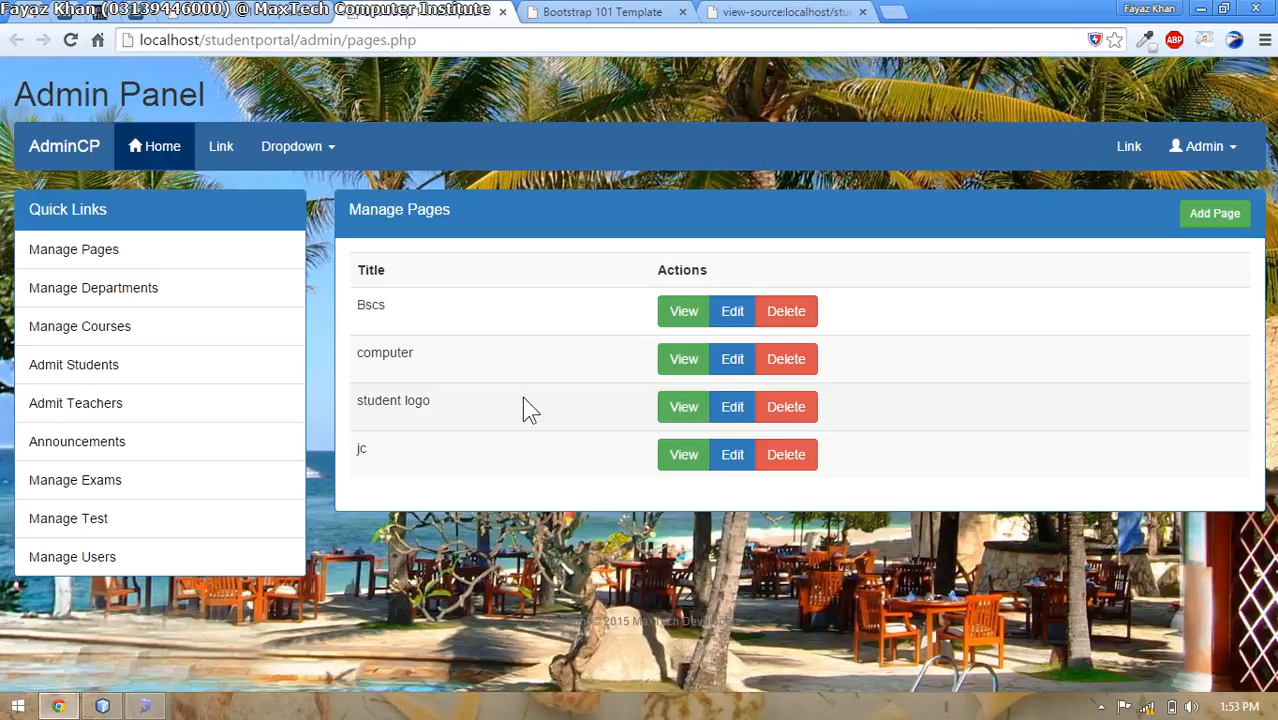 Fayaz Khan (03139446000) @ MaxTech Computer Institute
Bootstrap 101 Template
view-source:localhost/stu
Fayaz Khan
localhost/studentportal/admin/pages.php
ABP
Admin Panel
AdminCP Home Link Dropdown Link Admin
Quick Links
Manage Pages
Manage Departments
Manage Courses
Admit Students
Admit Teachers
Announcements
Manage Exams
Manage Test
Manage Users
Manage Pages Add Page
Title Actions
Bscs View Edit Delete
computer View Edit Delete
student logo View Edit Delete
jc View Edit Delete
© 2015 MaxTech
1:53 PM